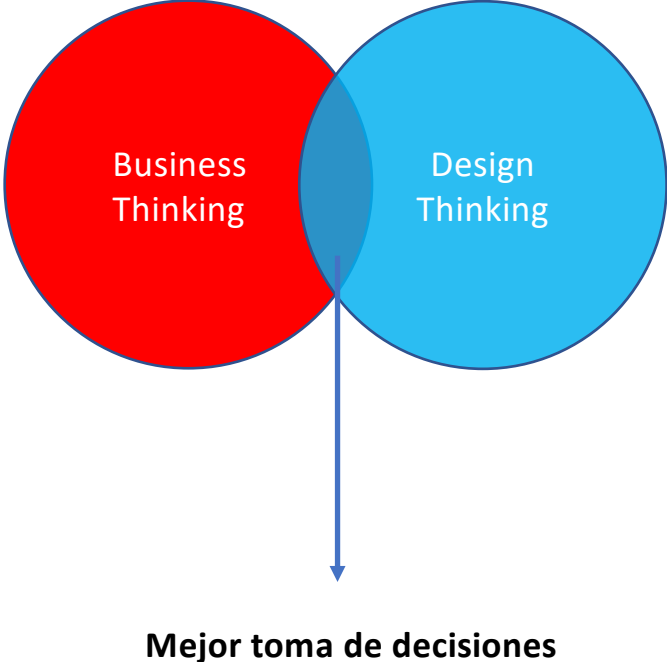 Business
Thinking
Design
Thinking
Mejor toma de decisiones